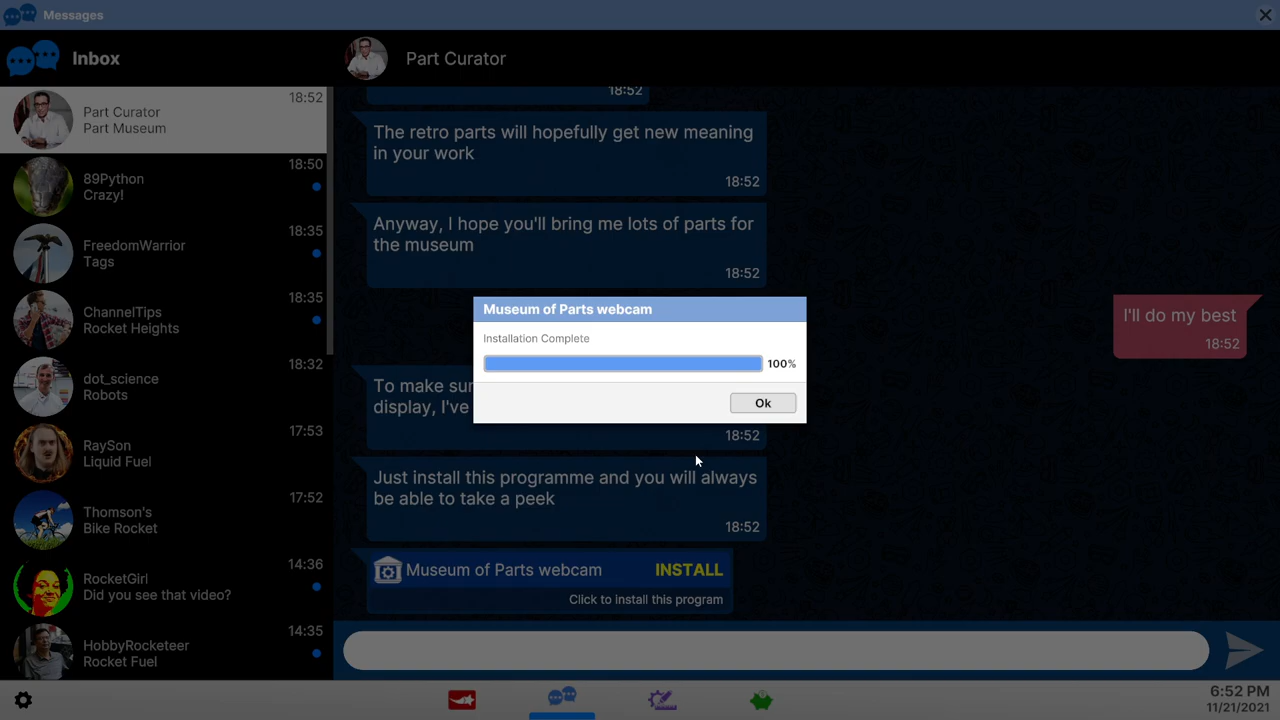 Messages
Inbox
Part Curator
Part Curator
Part Museum
18:52
89Python
Crazy!
18:50
FreedomWarrior
Tags
18:35
ChannelTips
Rocket Heights
18:35
dot_science
Robots
18:32
RaySon
Liquid Fuel
17:53
Thomson's
Bike Rocket
17:52
RocketGirl
Did you see that video?
14:36
HobbyRocketeer
Rocket Fuel
14:35
18:52
The retro parts will hopefully get new meaning
in your work
18:52
Anyway, I hope you'll bring me lots of parts for
the museum
18:52
I'll do my best
18:52
Museum of Parts webcam
Installation Complete
100%
Ok
To make sur
display, I've
18:52
Just install this programme and you will always
be able to take a peek
18:52
Museum of Parts webcam INSTALL
Click to install this program
6:52 PM
11/21/2021